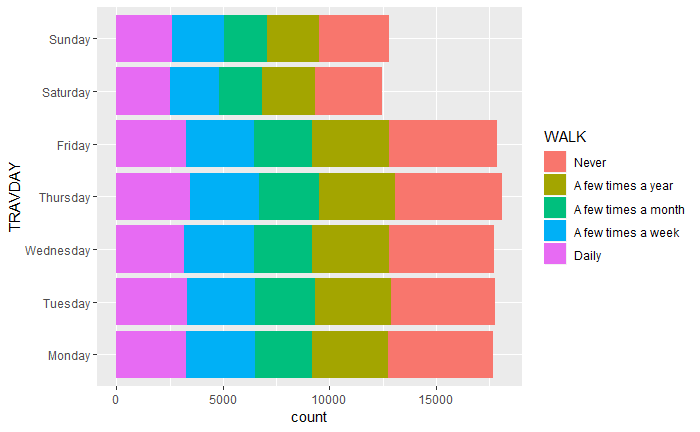 TRAVDAY
Sunday
Saturday
Friday
Thursday
Wednesday
Tuesday
Monday
0 5000 10000 15000
count
WALK
Never
A few times a year
A few times a month
A few times a week
Daily